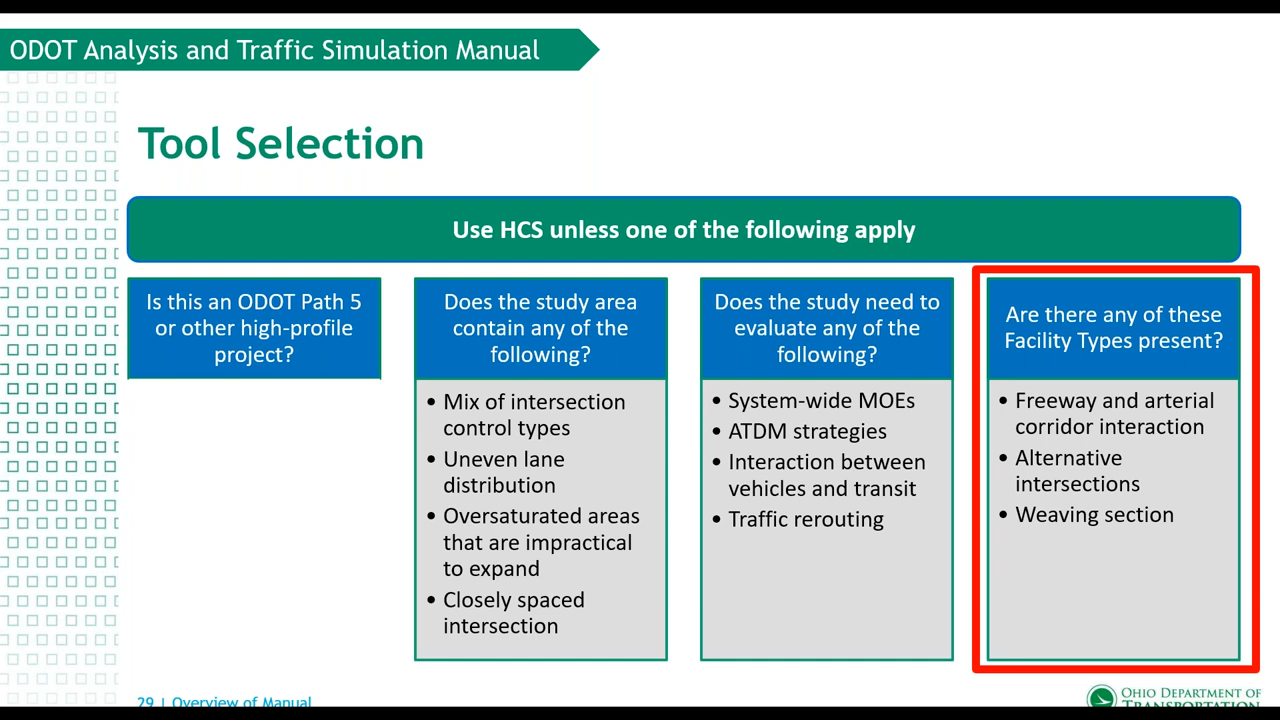 ODOT Analysis and Traffic Simulation Manual
Tool Selection
Use HCS unless one of the following apply
Is this an ODOT Path 5
or other high-profile
project?
Does the study area
contain any of the
following?
• Mix of intersection
control types
• Uneven lane
distribution
• Oversaturated areas
that are impractical
to expand
• Closely spaced
intersection
Does the study need to
evaluate any of the
following?
• System-wide MOEs
• ATDM strategies
• Interaction between
vehicles and transit
• Traffic rerouting
Are there any of these
Facility Types present?
• Freeway and arterial
corridor interaction
• Alternative
intersections
• Weaving section
29 | Overview of Manual
OHIO DEPARTMENT OF
TRANSPORTATION